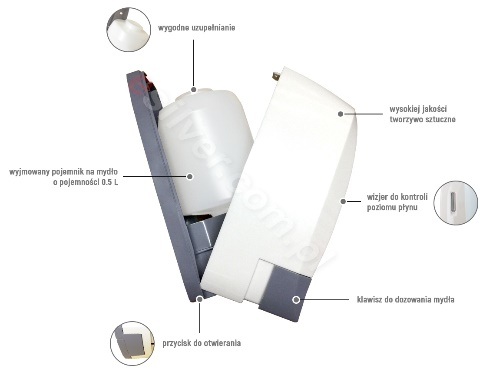 wygodne uzupełnianie
wysokiej jakości
tworzywo sztuczne
wyjmowany pojemnik na mydło
o pojemności 0.5 L
wizjer do kontroli
poziomu płynu
klawisz do dozowania mydła
przycisk do otwierania